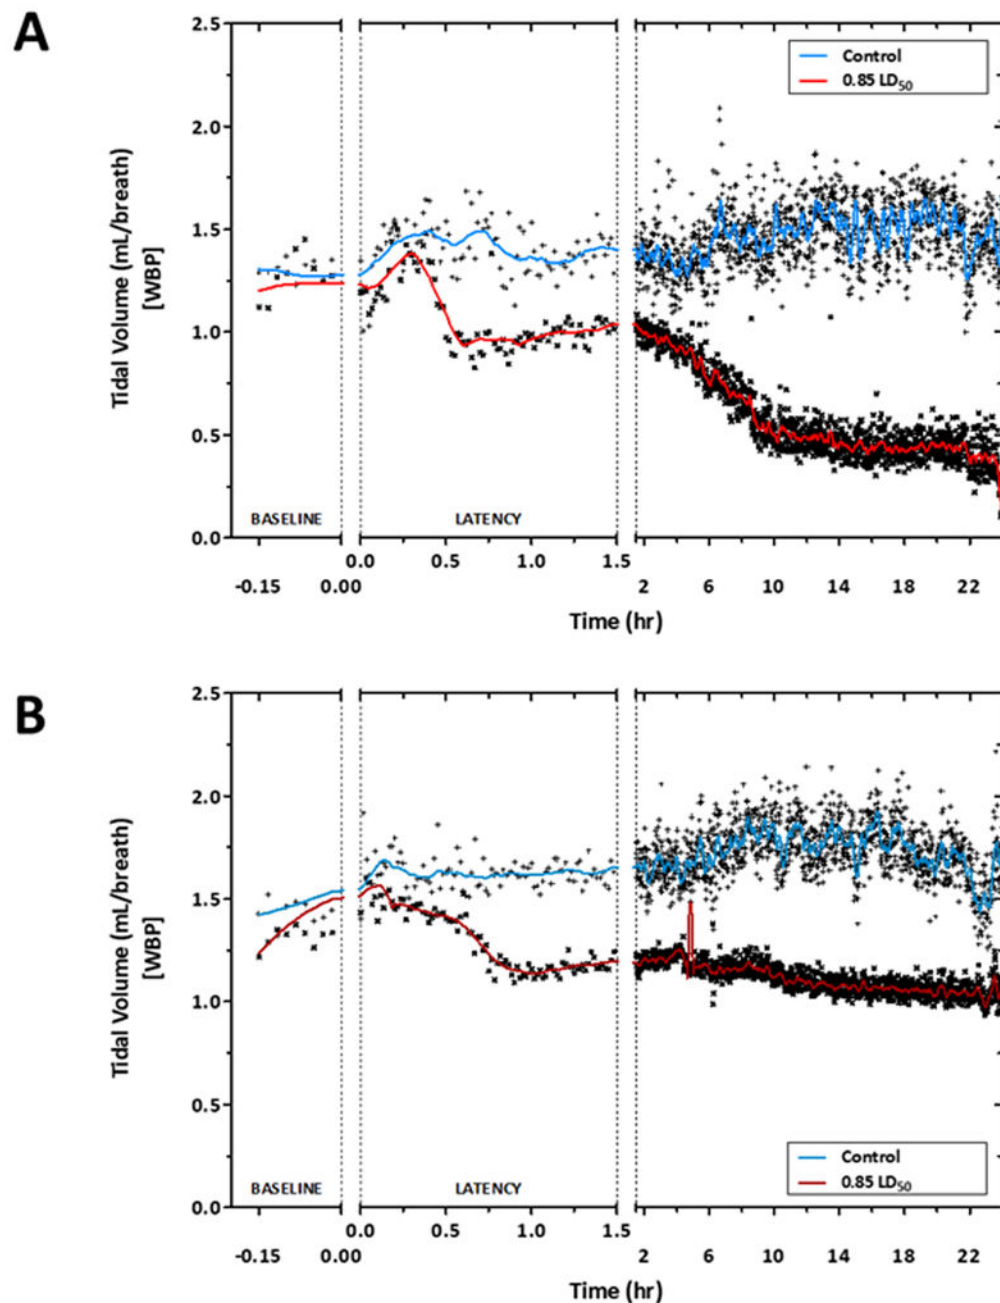 A
2.5
2.0
1.5
1.0
0.5
0.0
Tidal Volume (mL/breath)
[WBP]
Control
0.85 LD50
BASELINE
LATENCY
0.0 0.5 1.0 1.5
-0.15 0.00 2 6 10 14 18 22
Time (hr)
B
2.5
2.0
1.5
1.0
0.5
0.0
Tidal Volume (mL/breath)
[WBP]
Control
0.85 LD50
BASELINE
LATENCY
0.0 0.5 1.0 1.5
-0.15 0.00 2 6 10 14 18 22
Time (hr)